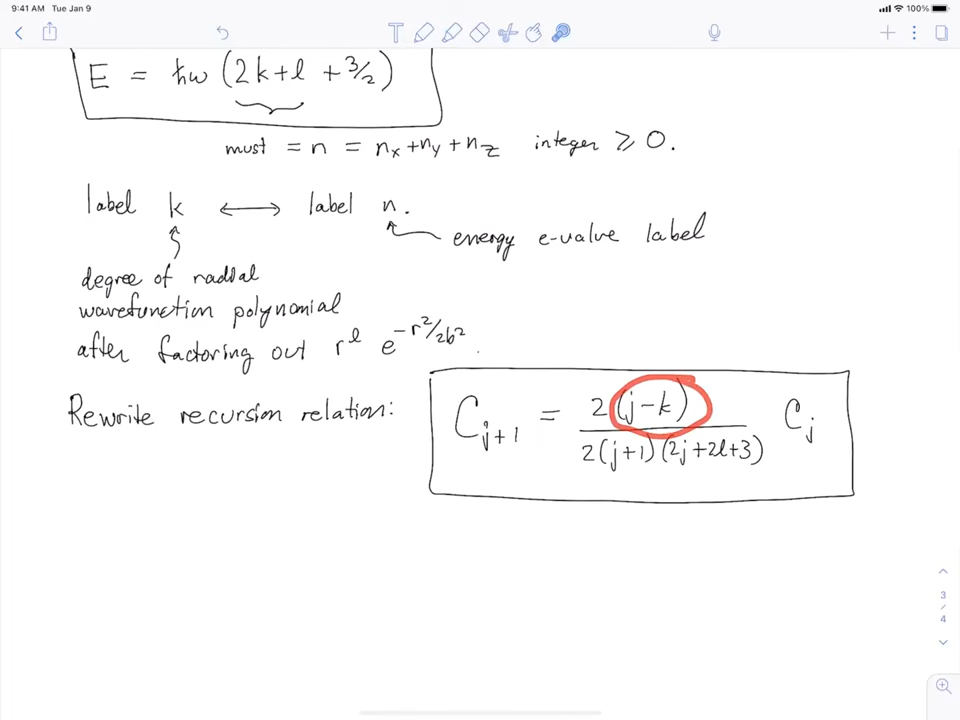 9:41 AM Tue Jan 9
100%
E = ħω (2k+l + 3/2)
must = n = nx+ny+nz integer ≥ 0.
label k ⟷ label n.
energy e-value label
degree of radial
wavefunction polynomial
after factoring out r^l e^(-r²/2b²).
Rewrite recursion relation:
C_{j+1} = 2(j-k) / 2(j+1)(2j+2l+3) C_j
3
/
4